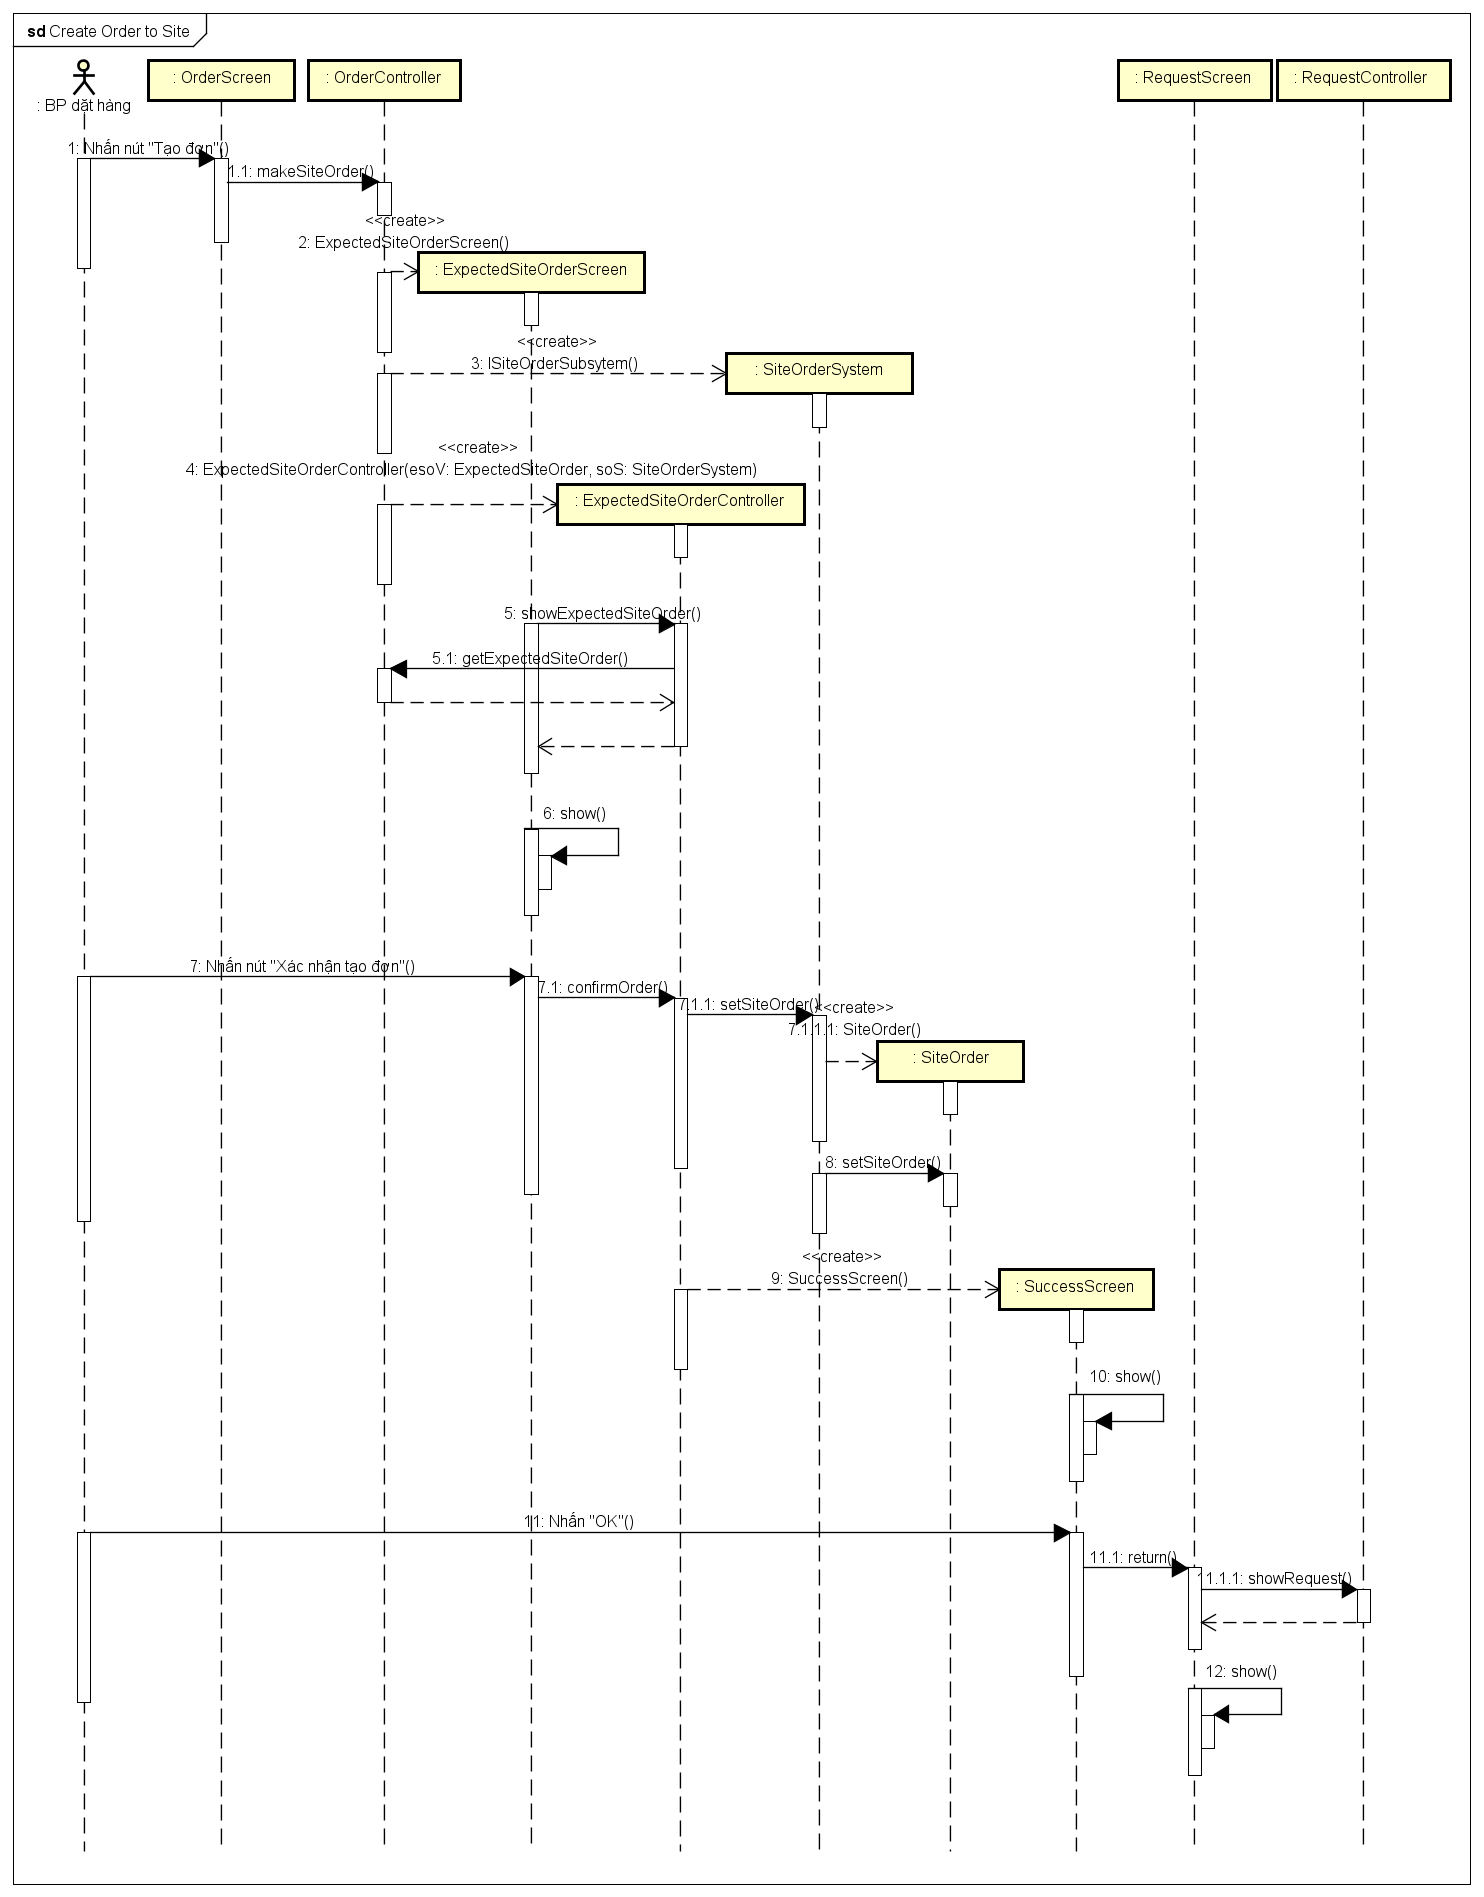 sd Create Order to Site
: BP đặt hàng
: OrderScreen
: OrderController
: RequestScreen
: RequestController
1: Nhấn nút "Tạo đơn"()
1.1: makeSiteOrder()
<<create>>
2: ExpectedSiteOrderScreen()
: ExpectedSiteOrderScreen
<<create>>
3: ISiteOrderSubsytem()
: SiteOrderSystem
<<create>>
4: ExpectedSiteOrderController(esoV: ExpectedSiteOrder, soS: SiteOrderSystem)
: ExpectedSiteOrderController
5: showExpectedSiteOrder()
5.1: getExpectedSiteOrder()
6: show()
7: Nhấn nút "Xác nhận tạo đơn"()
7.1: confirmOrder()
7.1.1: setSiteOrder()
<<create>>
7.1.1.1: SiteOrder()
: SiteOrder
8: setSiteOrder()
<<create>>
9: SuccessScreen()
: SuccessScreen
10: show()
11: Nhấn "OK"()
11.1: return()
11.1.1: showRequest()
12: show()